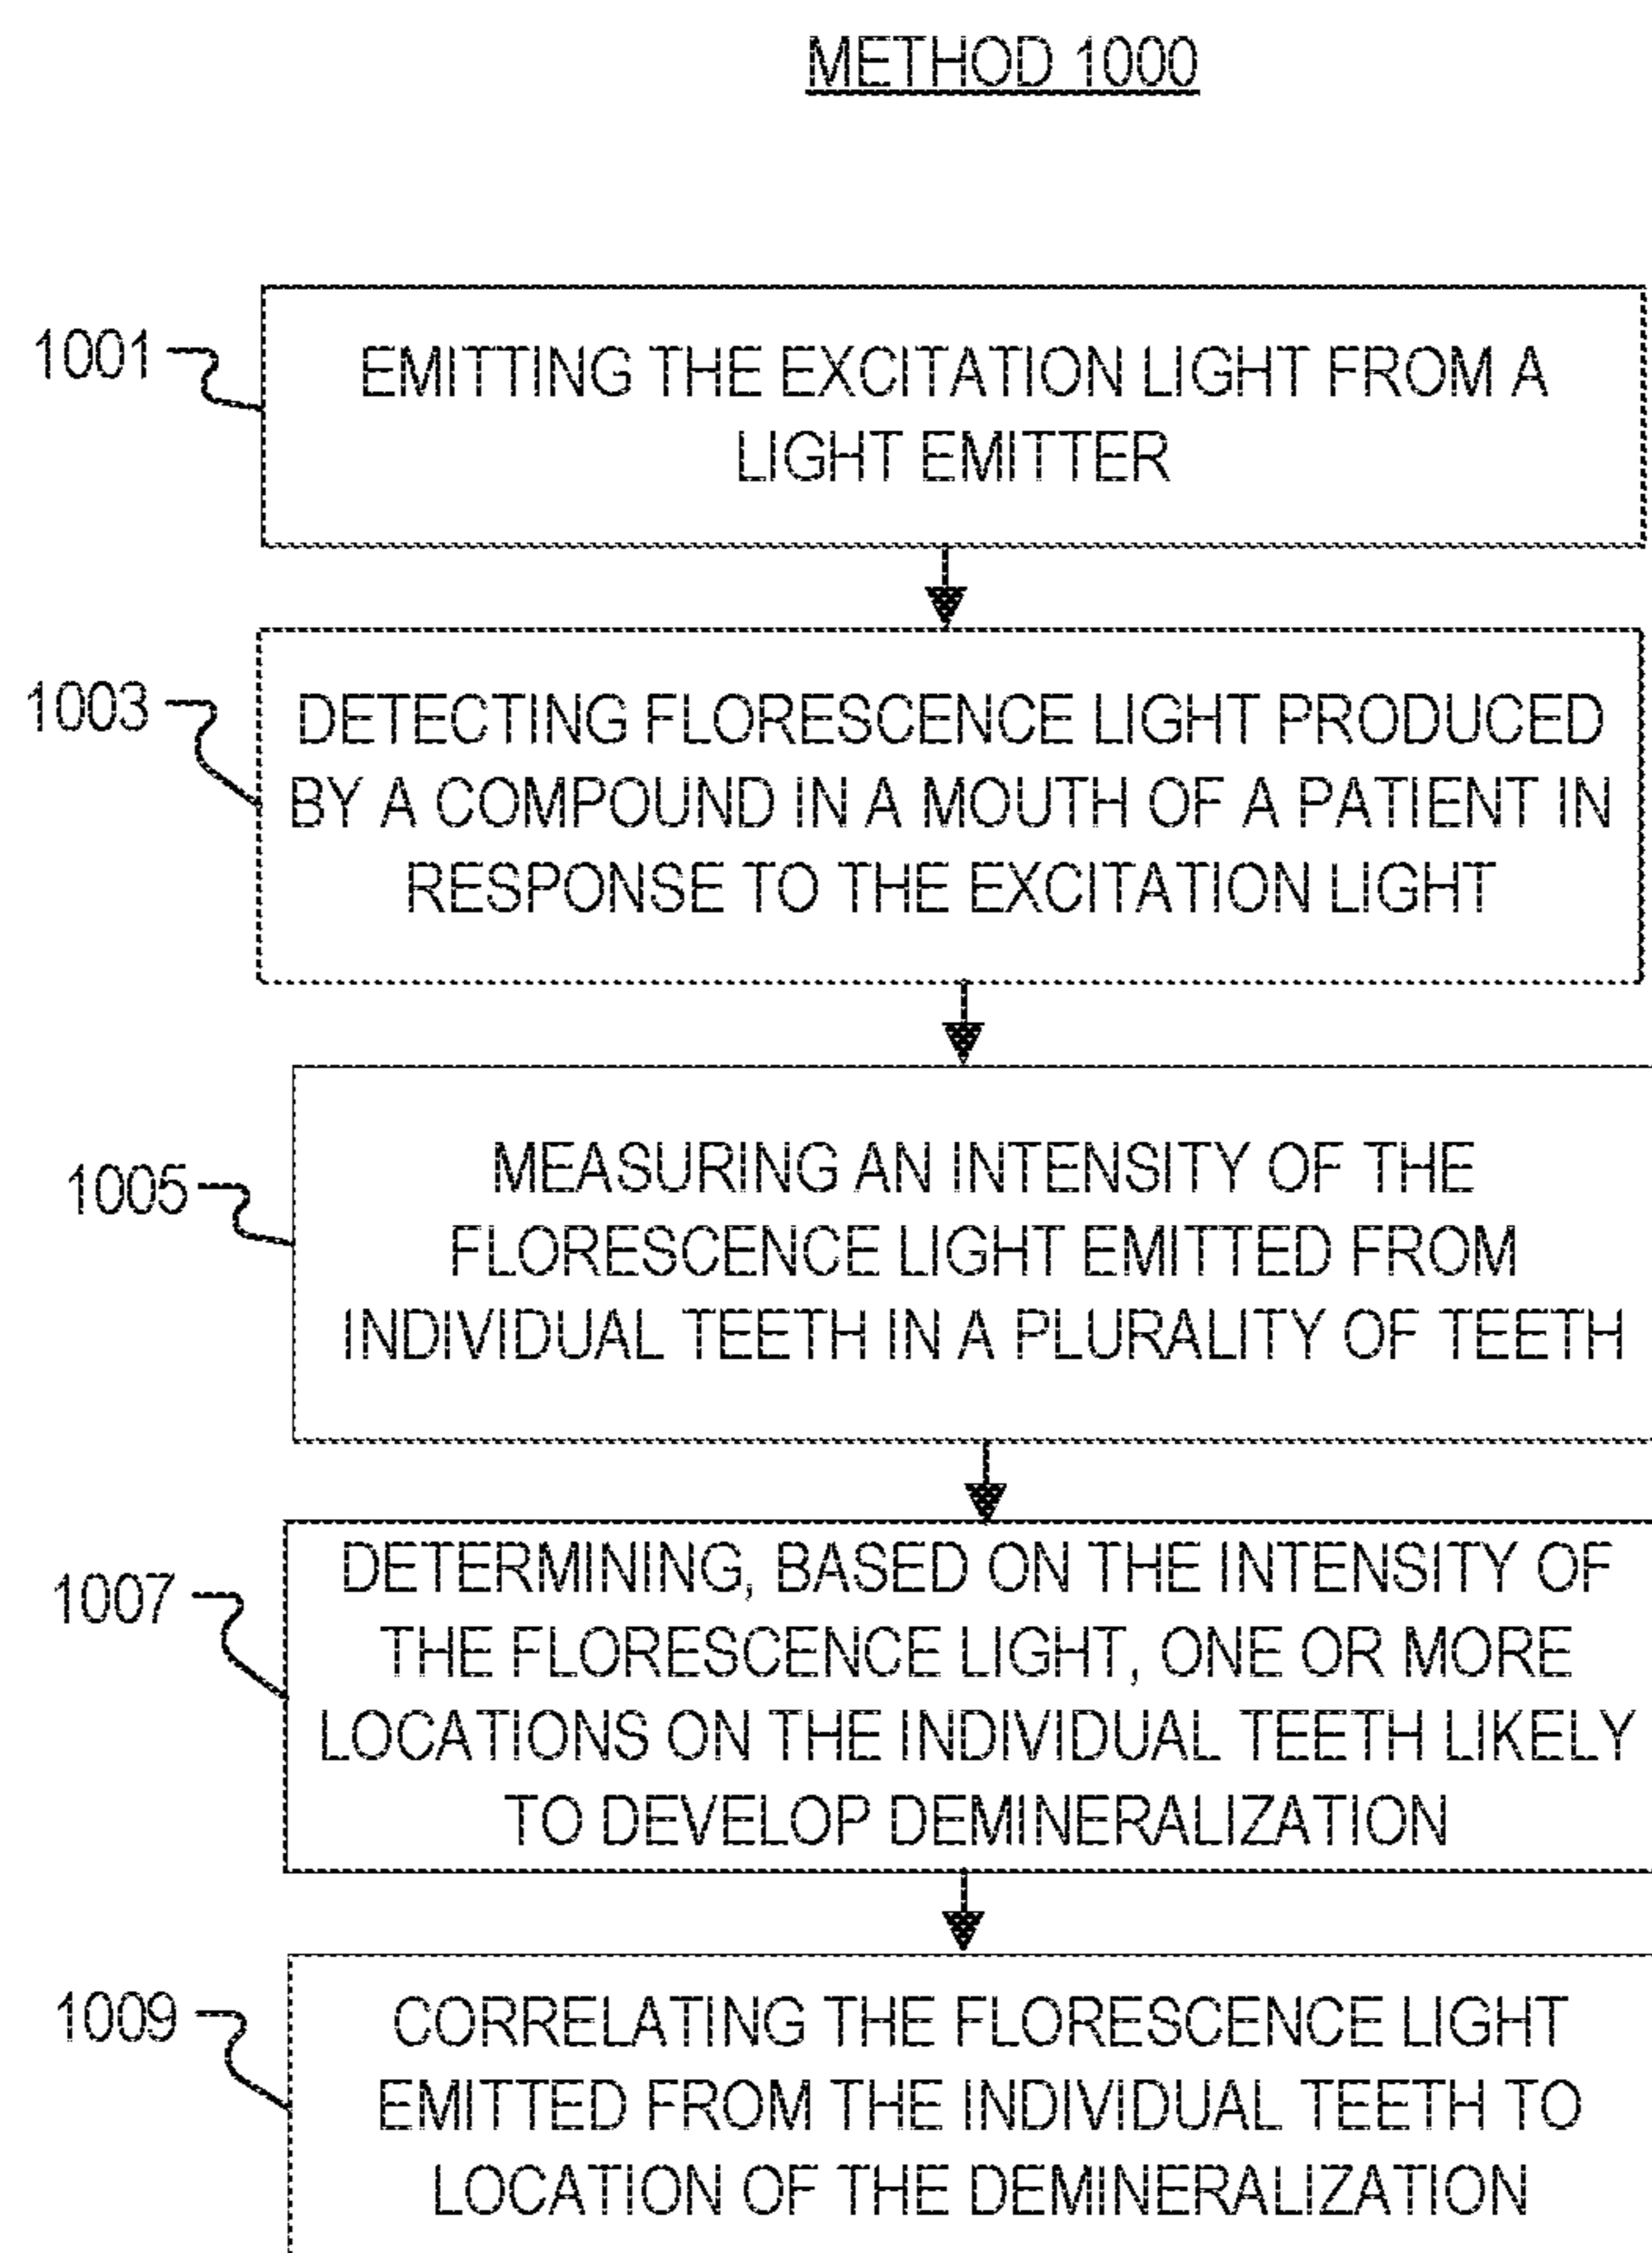 METHOD 1000
1001
EMITTING THE EXCITATION LIGHT FROM A
LIGHT EMITTER
1003
DETECTING FLORESCENCE LIGHT PRODUCED
BY A COMPOUND IN A MOUTH OF A PATIENT IN
RESPONSE TO THE EXCITATION LIGHT
1005
MEASURING AN INTENSITY OF THE
FLORESCENCE LIGHT EMITTED FROM
INDIVIDUAL TEETH IN A PLURALITY OF TEETH
1007
DETERMINING, BASED ON THE INTENSITY OF
THE FLORESCENCE LIGHT, ONE OR MORE
LOCATIONS ON THE INDIVIDUAL TEETH LIKELY
TO DEVELOP DEMINERALIZATION
1009
CORRELATING THE FLORESCENCE LIGHT
EMITTED FROM THE INDIVIDUAL TEETH TO
LOCATION OF THE DEMINERALIZATION